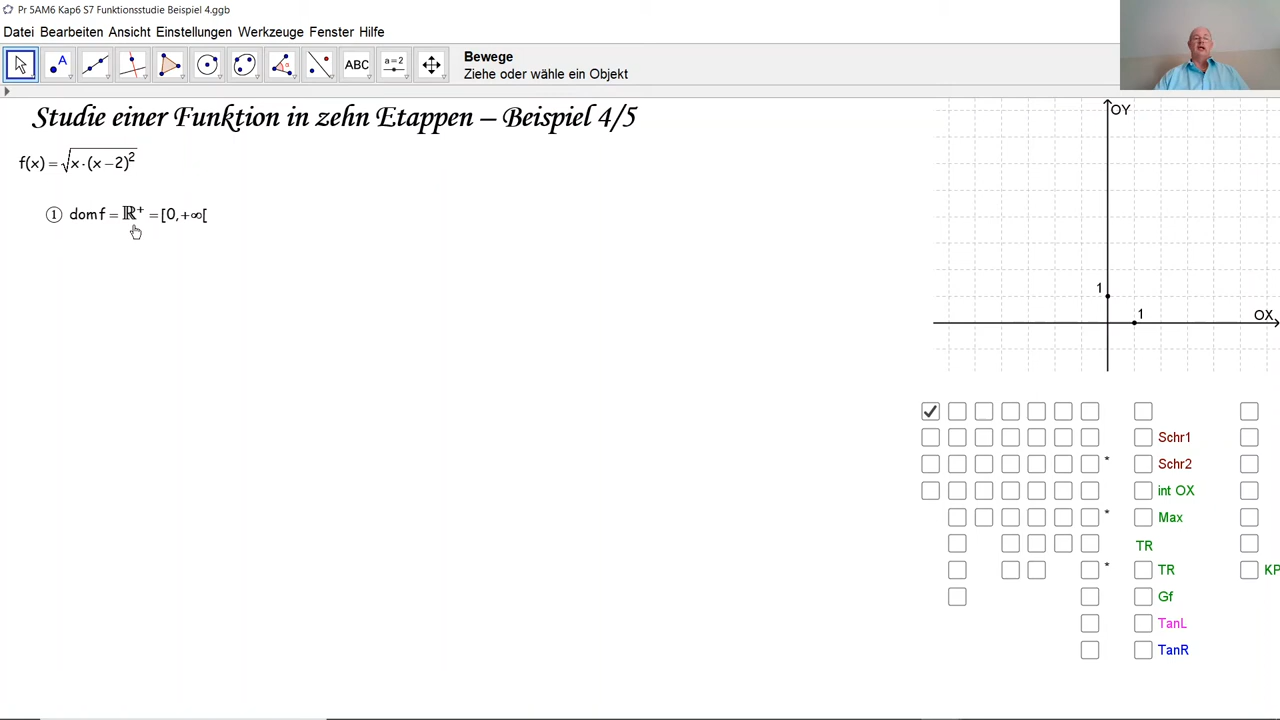 Pr 5AM6 Kap6 S7 Funktionsstudie Beispiel 4.ggb
Datei Bearbeiten Ansicht Einstellungen Werkzeuge Fenster Hilfe
A
ABC
a=2
Bewege
Ziehe oder wähle ein Objekt
Studie einer Funktion in zehn Etappen – Beispiel 4/5
f(x) = √x·(x−2)²
① dom f = ℝ⁺ = [0,+∞[
OY
1
1
OX
Schr1
* Schr2
int OX
* Max
TR
* TR
KP
Gf
TanL
TanR